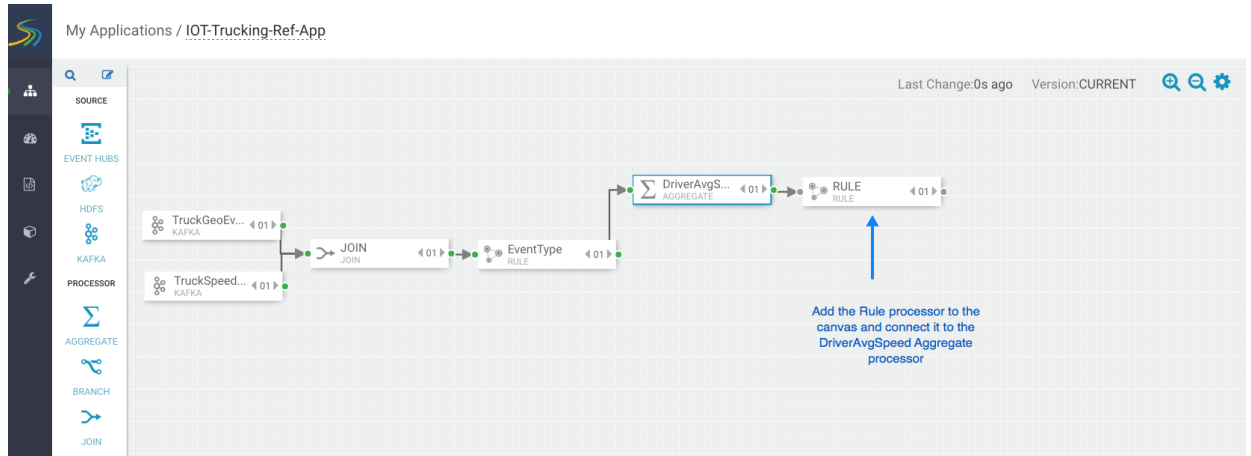 My Applications / IOT-Trucking-Ref-App
Last Change:0s ago Version:CURRENT
SOURCE
EVENT HUBS
HDFS
KAFKA
PROCESSOR
AGGREGATE
BRANCH
JOIN
TruckGeoEv... 01
KAFKA
TruckSpeed... 01
KAFKA
JOIN 01
JOIN
EventType 01
RULE
DriverAvgS... 01
AGGREGATE
RULE 01
RULE
Add the Rule processor to the
canvas and connect it to the
DriverAvgSpeed Aggregate
processor